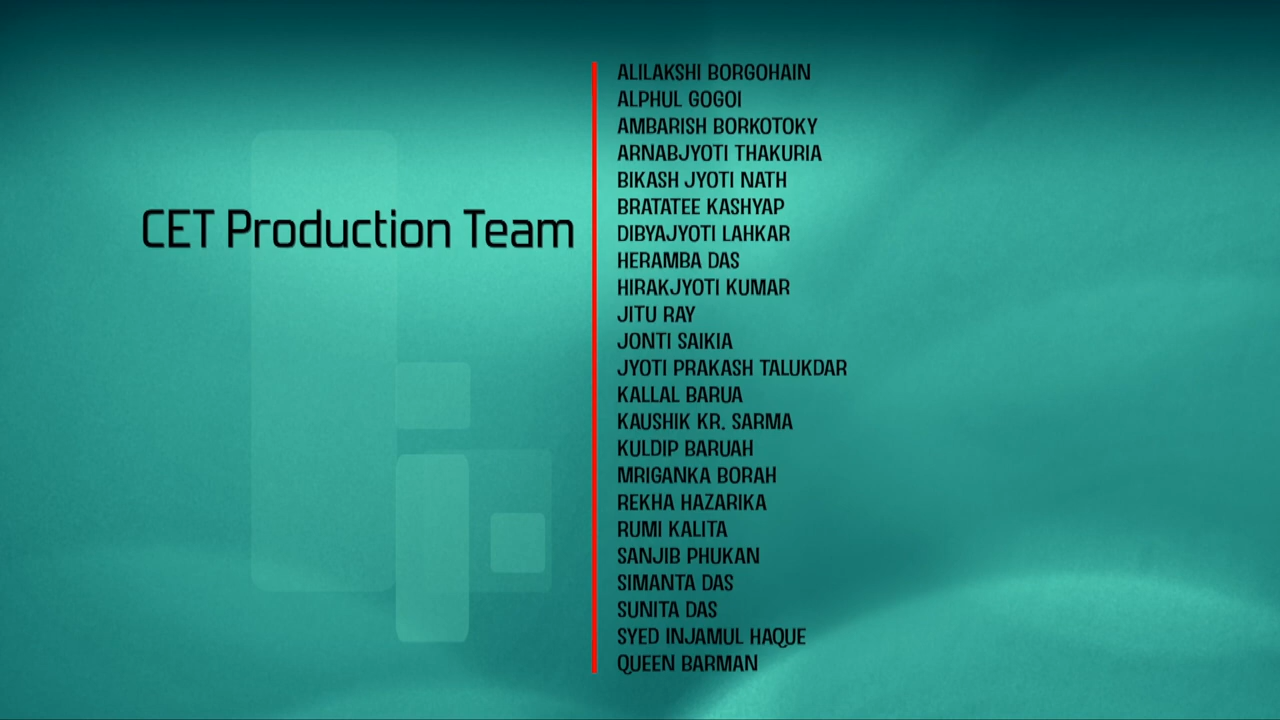 CET Production Team
ALILAKSHI BORGOHAIN
ALPHUL GOGOI
AMBARISH BORKOTOKY
ARNABJYOTI THAKURIA
BIKASH JYOTI NATH
BRATATEE KASHYAP
DIBYAJYOTI LAHKAR
HERAMBA DAS
HIRAKJYOTI KUMAR
JITU RAY
JONTI SAIKIA
JYOTI PRAKASH TALUKDAR
KALLAL BARUA
KAUSHIK KR. SARMA
KULDIP BARUAH
MRIGANKA BORAH
REKHA HAZARIKA
RUMI KALITA
SANJIB PHUKAN
SIMANTA DAS
SUNITA DAS
SYED INJAMUL HAQUE
QUEEN BARMAN